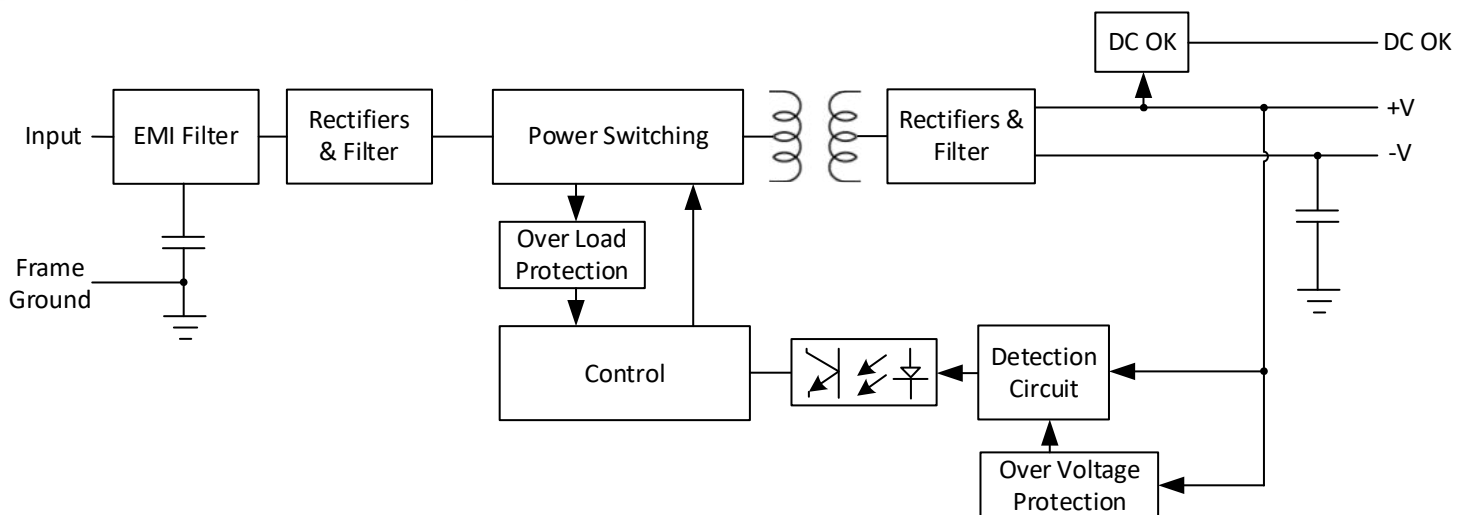 DC OK
DC OK
Input
EMI Filter
Rectifiers
& Filter
Power Switching
Rectifiers &
Filter
+V
-V
Over Load
Protection
Frame
Ground
Control
Detection
Circuit
Over Voltage
Protection